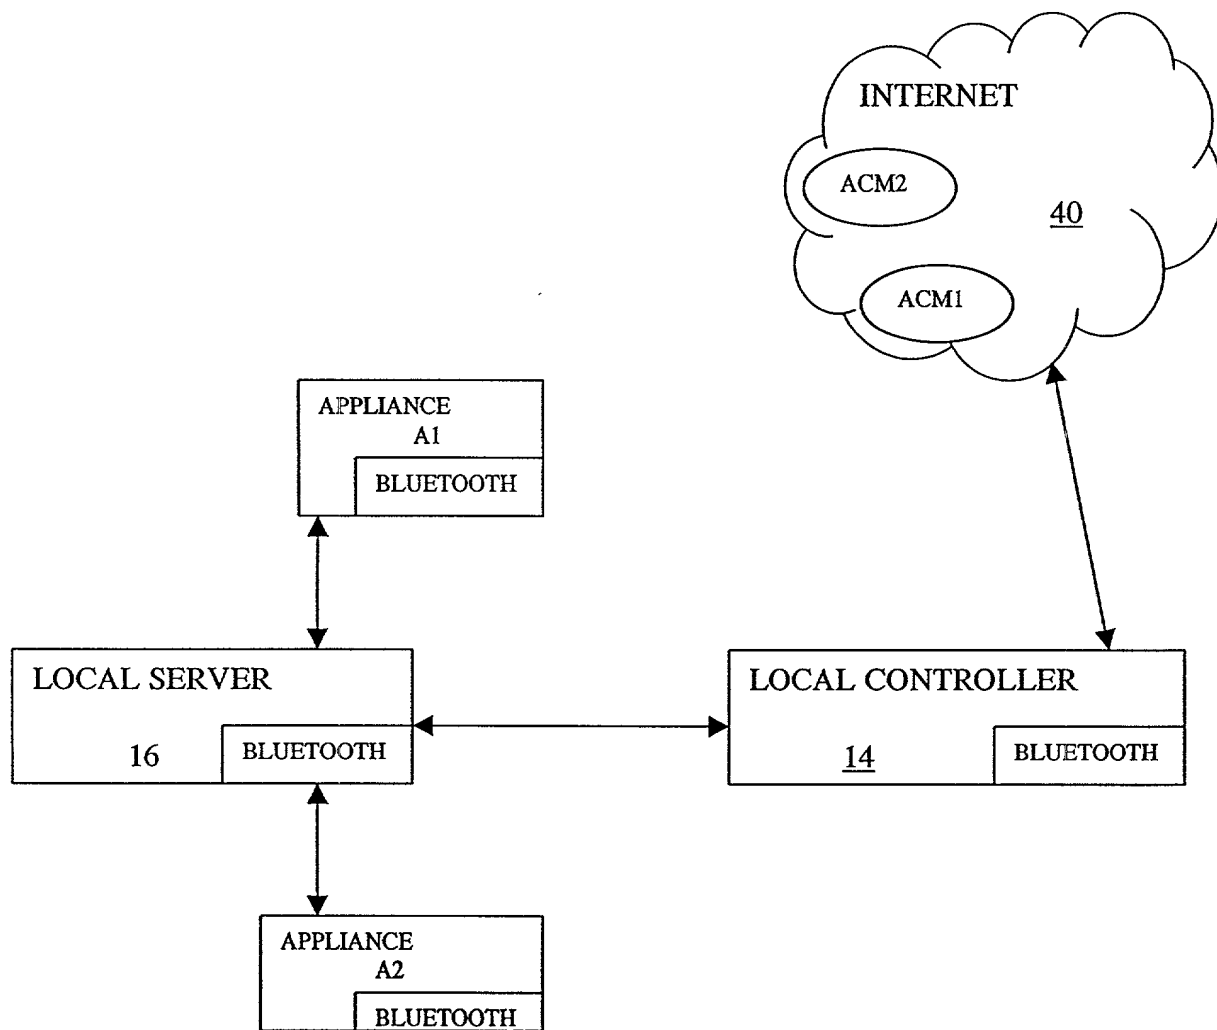 INTERNET
ACM2
40
ACM1
APPLIANCE
A1
BLUETOOTH
LOCAL SERVER
16
BLUETOOTH
LOCAL CONTROLLER
14
BLUETOOTH
APPLIANCE
A2
BLUETOOTH